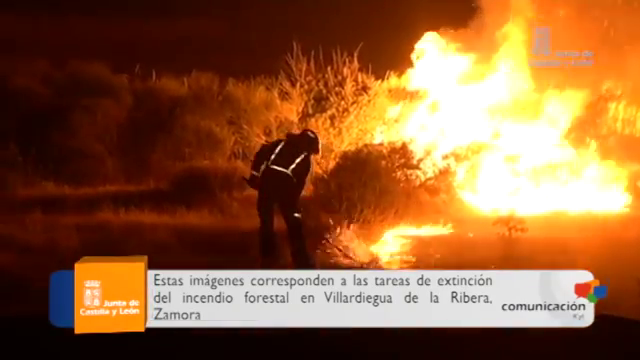 Junta de
Castilla y León
Estas imágenes corresponden a las tareas de extinción
del incendio forestal en Villardiegua de la Ribera,
Zamora
comunicación